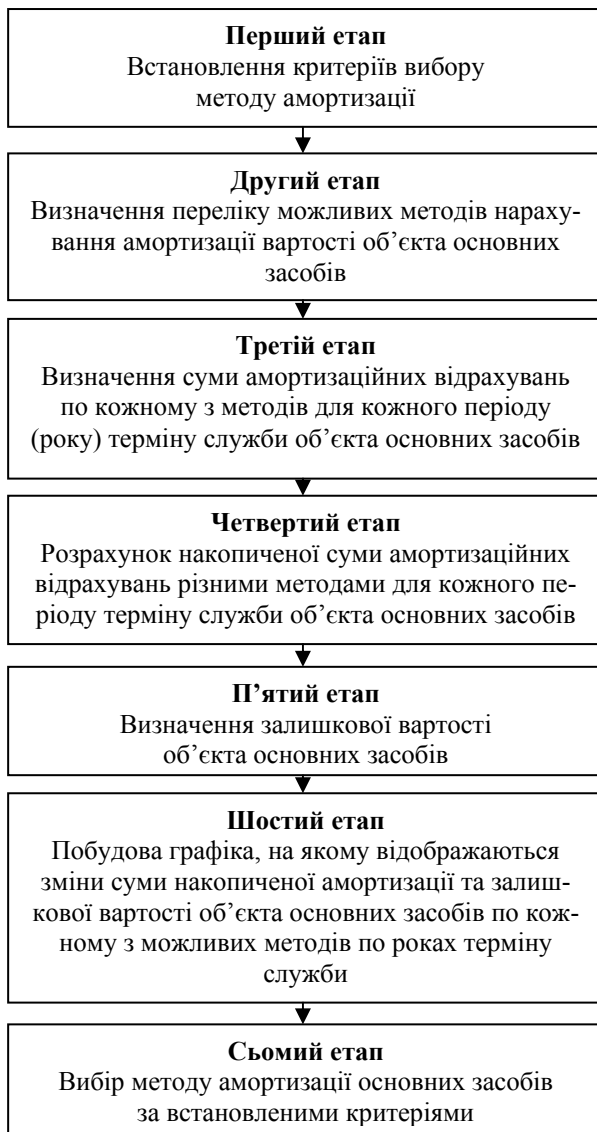 Перший етап
Встановлення критеріїв вибору
методу амортизації
Другий етап
Визначення переліку можливих методів нараху-
вання амортизації вартості об’єкта основних
засобів
Третій етап
Визначення суми амортизаційних відрахувань
по кожному з методів для кожного періоду
(року) терміну служби об’єкта основних засобів
Четвертий етап
Розрахунок накопиченої суми амортизаційних
відрахувань різними методами для кожного пе-
ріоду терміну служби об’єкта основних засобів
П’ятий етап
Визначення залишкової вартості
об’єкта основних засобів
Шостий етап
Побудова графіка, на якому відображаються
зміни суми накопиченої амортизації та залиш-
кової вартості об’єкта основних засобів по кож-
ному з можливих методів по роках терміну
служби
Сьомий етап
Вибір методу амортизації основних засобів
за встановленими критеріями